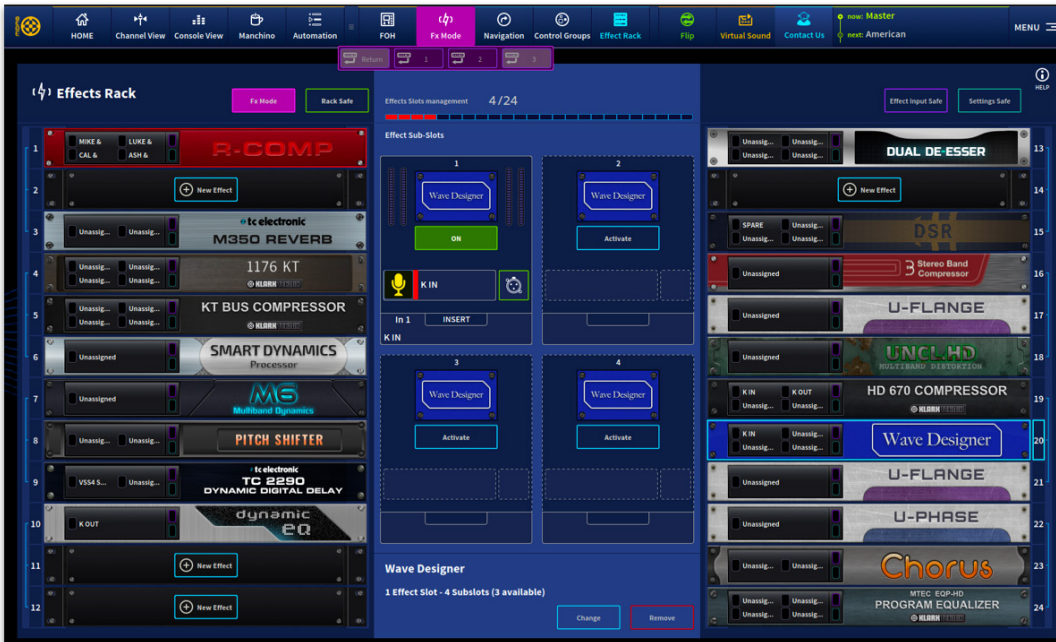 HOME
Channel View
Console View
Manchino
Automation
FOH
Fx Mode
Navigation
Control Groups
Effect Rack
Flip
Virtual Sound
Contact Us
now: Master
next: American
MENU
Return
1
2
3
Effects Rack
Fx Mode
Rack Safe
Effects Slots management 4/24
Effect Input Safe
Settings Safe
HELP
1
MIKE & LUKE &
CAL & ASH &
R-COMP
2
New Effect
3
Unassig... Unassig...
tc electronic
M350 REVERB
4
Unassig... Unassig...
Unassig... Unassig...
1176 KT
KLARK TEKNIK
5
Unassig... Unassig...
Unassig... Unassig...
KT BUS COMPRESSOR
KLARK TEKNIK
6
Unassigned
SMART DYNAMICS
Processor
7
Unassigned
M6
Multiband Dynamics
8
Unassig... Unassig...
PITCH SHIFTER
9
VSS4 S... Unassig...
tc electronic
TC 2290
DYNAMIC DIGITAL DELAY
10
K OUT
dynamic
eq
11
New Effect
12
New Effect
Effect Sub-Slots
1
Wave Designer
ON
K IN
In 1 INSERT
K IN
2
Wave Designer
Activate
3
Wave Designer
Activate
4
Wave Designer
Activate
Wave Designer
1 Effect Slot - 4 Subslots (3 available)
Change
Remove
Unassig... Unassig...
Unassig... Unassig...
DUAL DE-ESSER
13
New Effect
14
SPARE Unassig...
Unassig... Unassig...
DSR
15
Unassigned
3 Stereo Band
Compressor
16
Unassigned
U-FLANGE
17
Unassigned
UNCL.HD
MULTIBAND DISTORTION
18
K IN K OUT
Unassig... Unassig...
HD 670 COMPRESSOR
KLARK TEKNIK
19
K IN Unassig...
Unassig... Unassig...
Wave Designer
20
Unassigned
U-FLANGE
21
Unassigned
U-PHASE
22
Unassig... Unassig...
Chorus
23
Unassig... Unassig...
Unassig... Unassig...
MTEC EQP-HD
PROGRAM EQUALIZER
KLARK TEKNIK
24